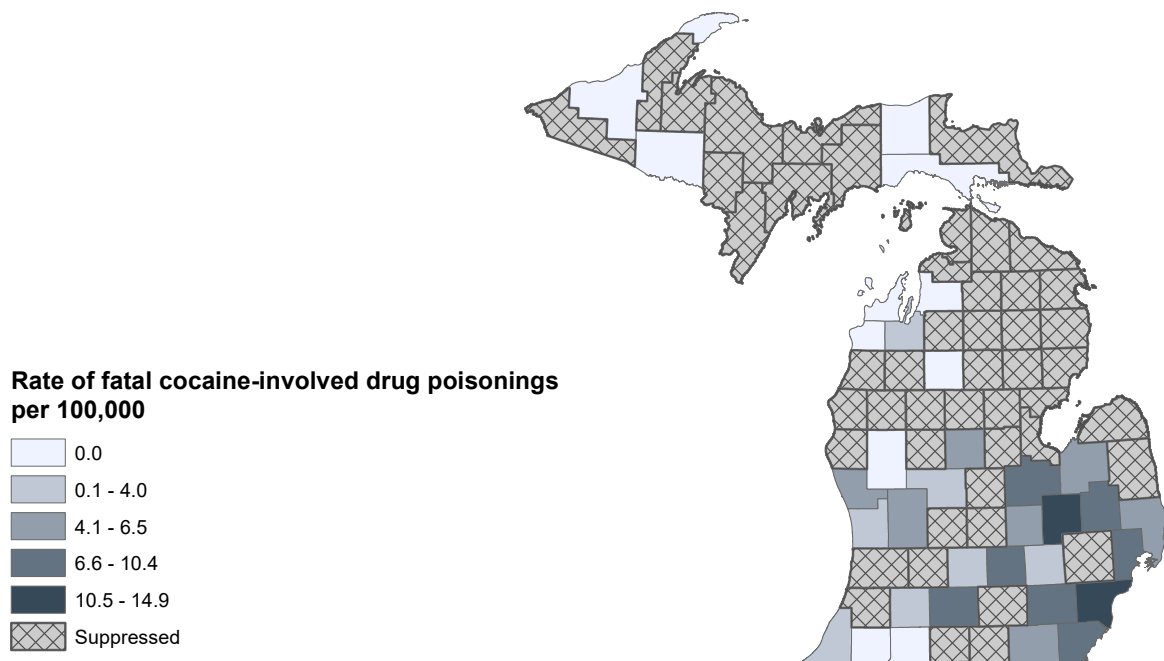 Rate of fatal cocaine-involved drug poisonings
per 100,000
0.0
0.1 - 4.0
4.1 - 6.5
6.6 - 10.4
10.5 - 14.9
Suppressed